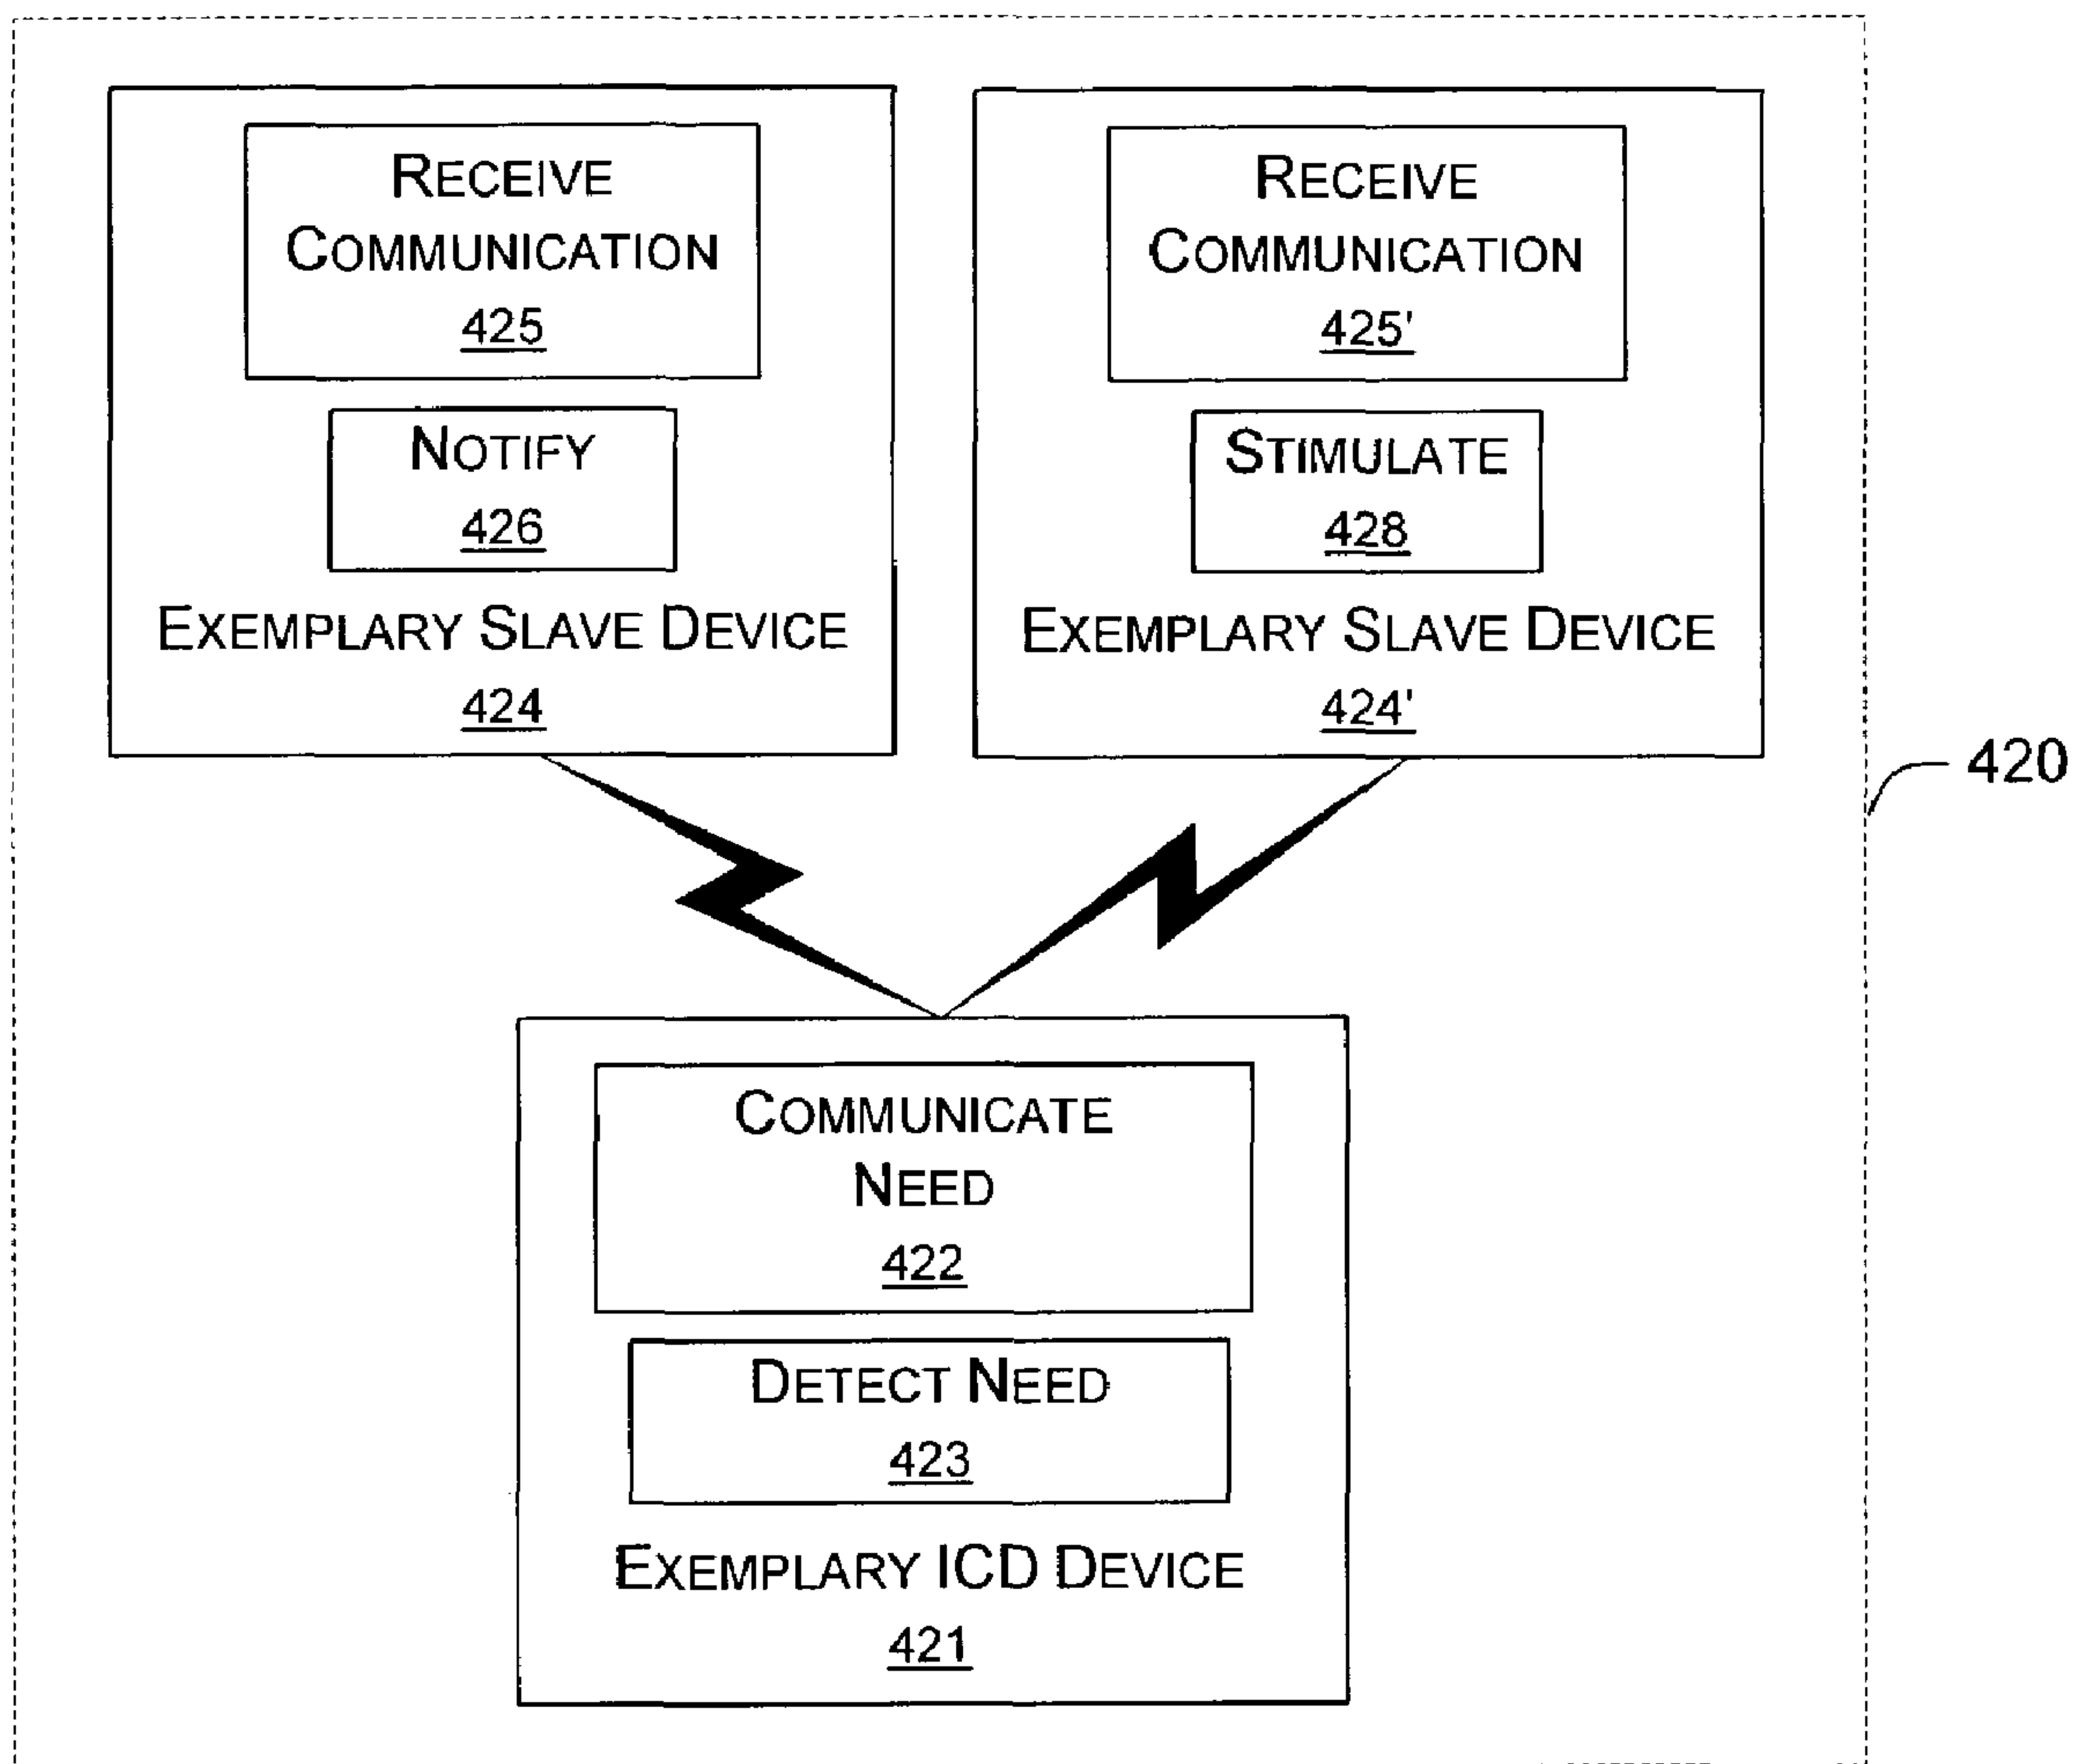 RECEIVE
COMMUNICATION
425
NOTIFY
426
EXEMPLARY SLAVE DEVICE
424
RECEIVE
COMMUNICATION
425'
STIMULATE
428
EXEMPLARY SLAVE DEVICE
424'
420
COMMUNICATE
NEED
422
DETECT NEED
423
EXEMPLARY ICD DEVICE
421